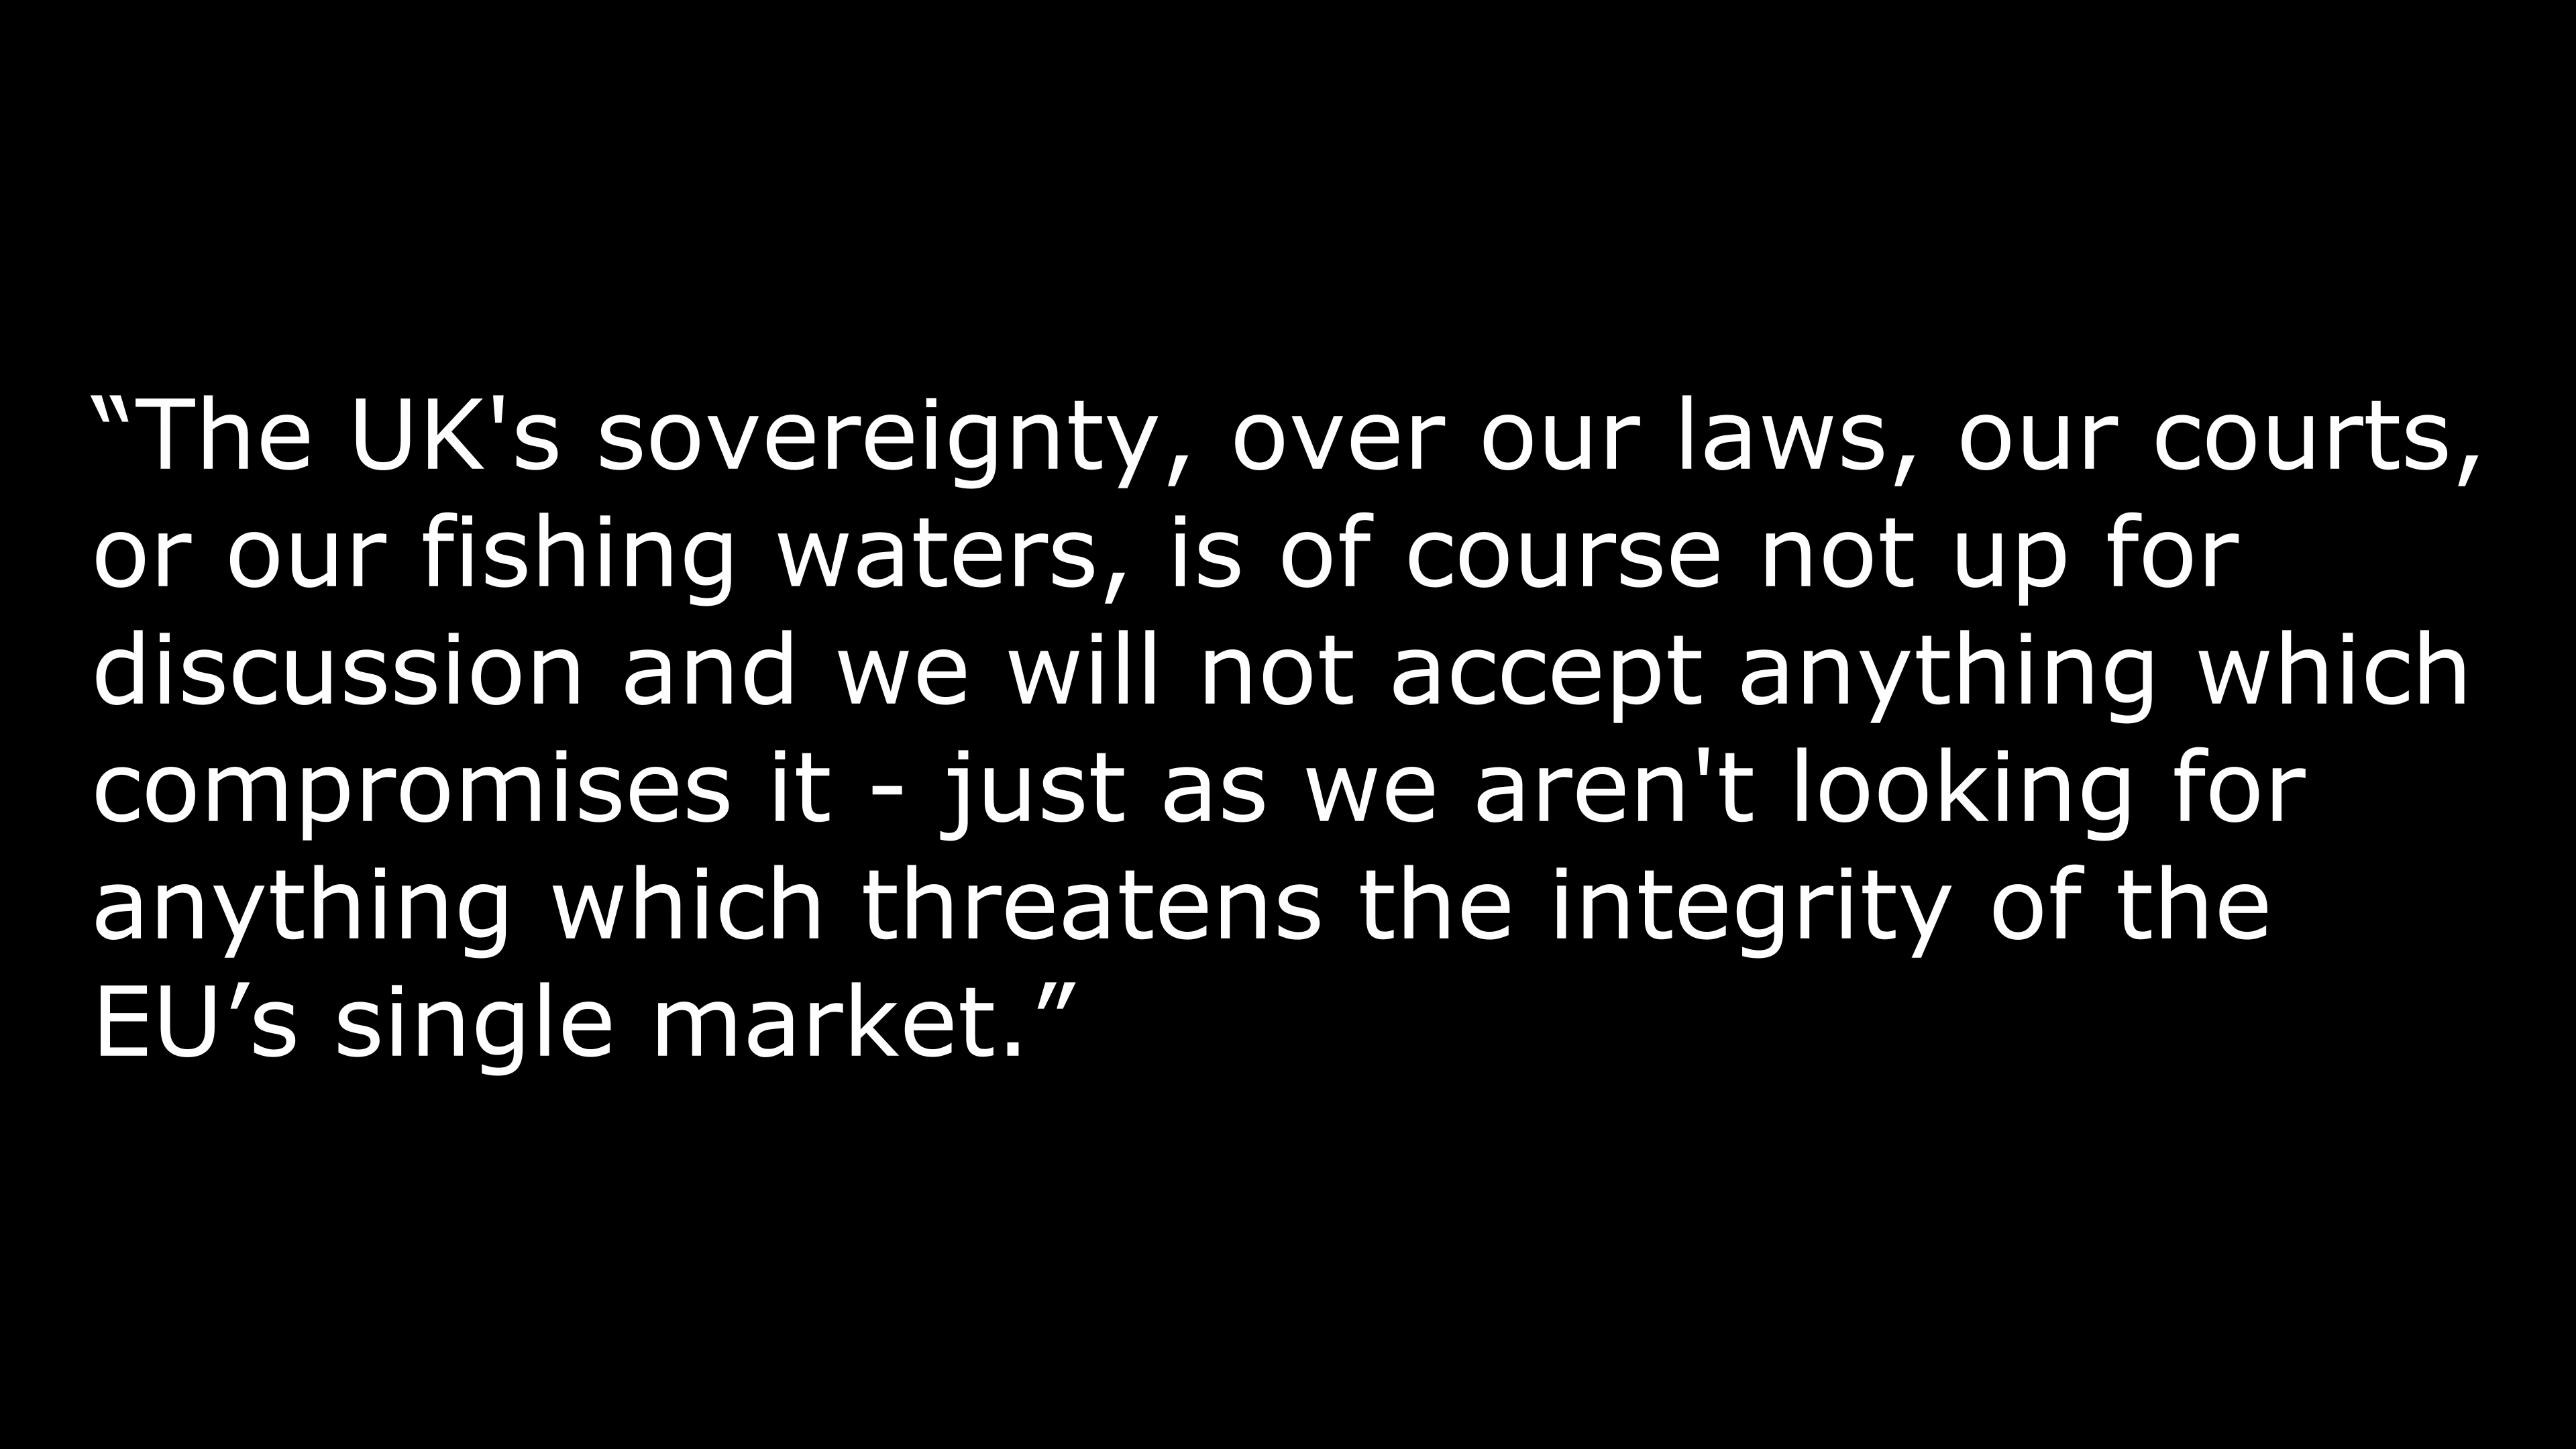 “The UK's sovereignty, over our laws, our courts,
or our fishing waters, is of course not up for
discussion and we will not accept anything which
compromises it - just as we aren't looking for
anything which threatens the integrity of the
EU’s single market.”